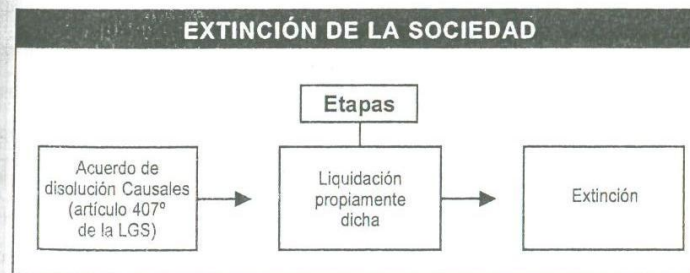 EXTINCIÓN DE LA SOCIEDAD
Etapas
Acuerdo de
disolución Causales
(artículo 407º
de la LGS)
Liquidación
propiamente
dicha
Extinción